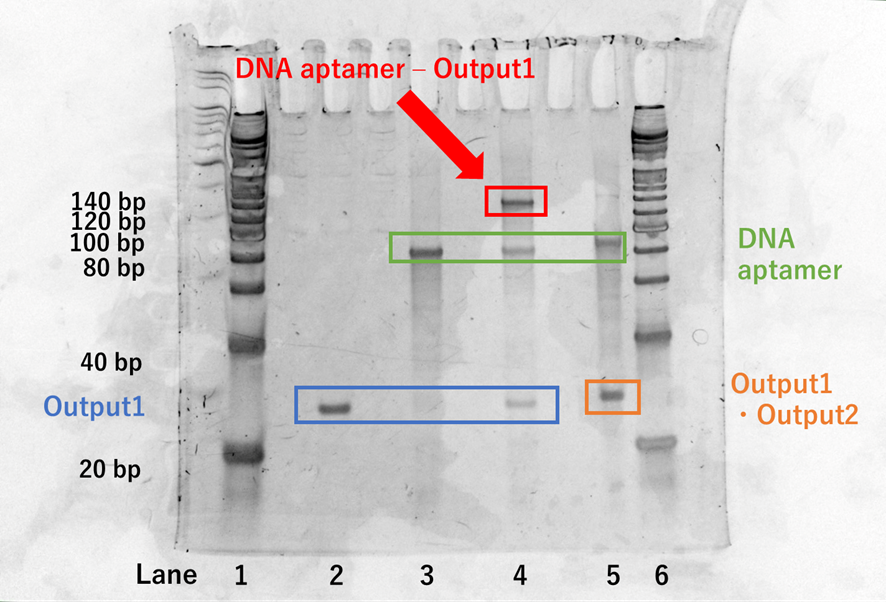 DNA aptamer – Output1
140 bp
120 bp
100 bp
80 bp
40 bp
20 bp
Output1
DNA
aptamer
Output1
・Output2
Lane 1 2 3 4 5 6